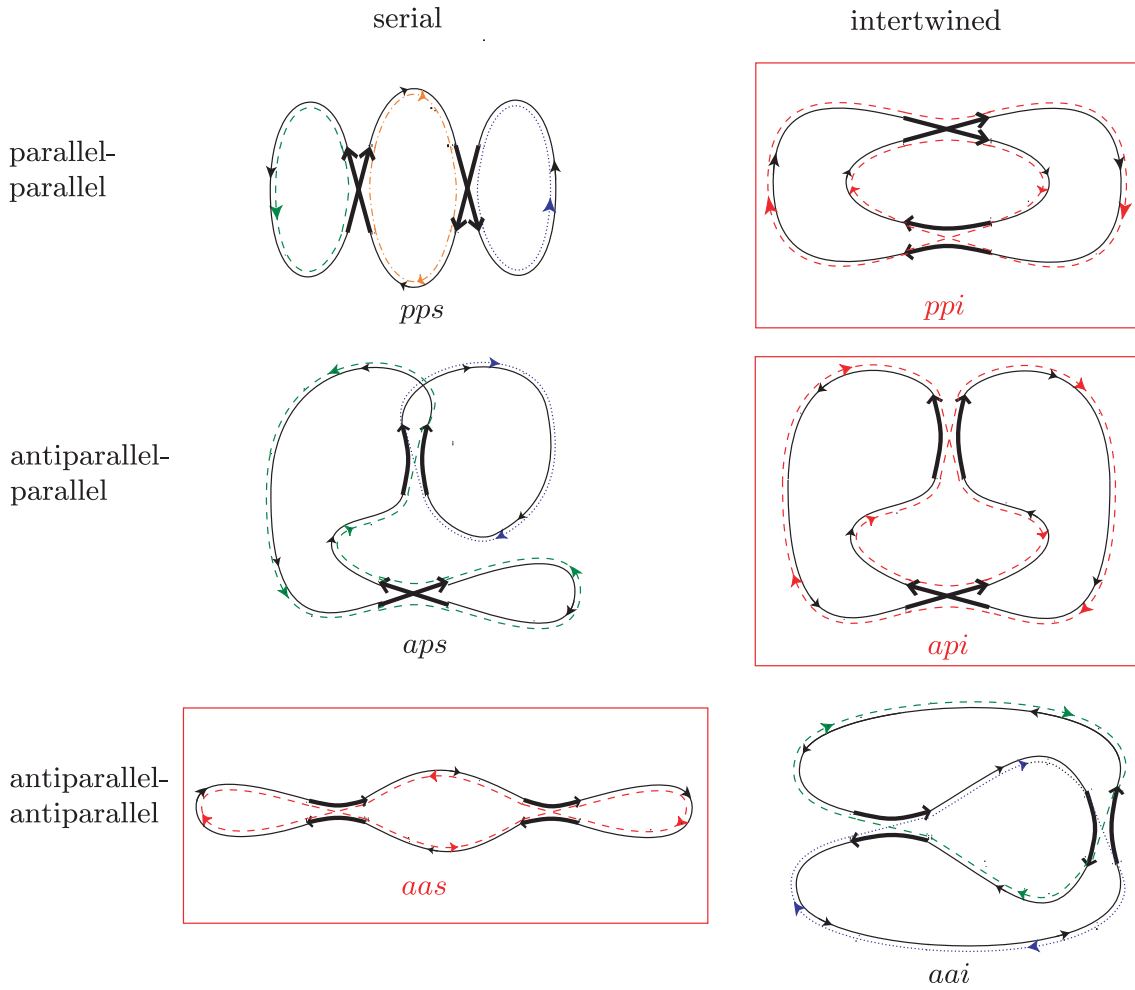 serial
intertwined
parallel-
parallel
pps
ppi
antiparallel-
parallel
aps
api
antiparallel-
antiparallel
aas
aai